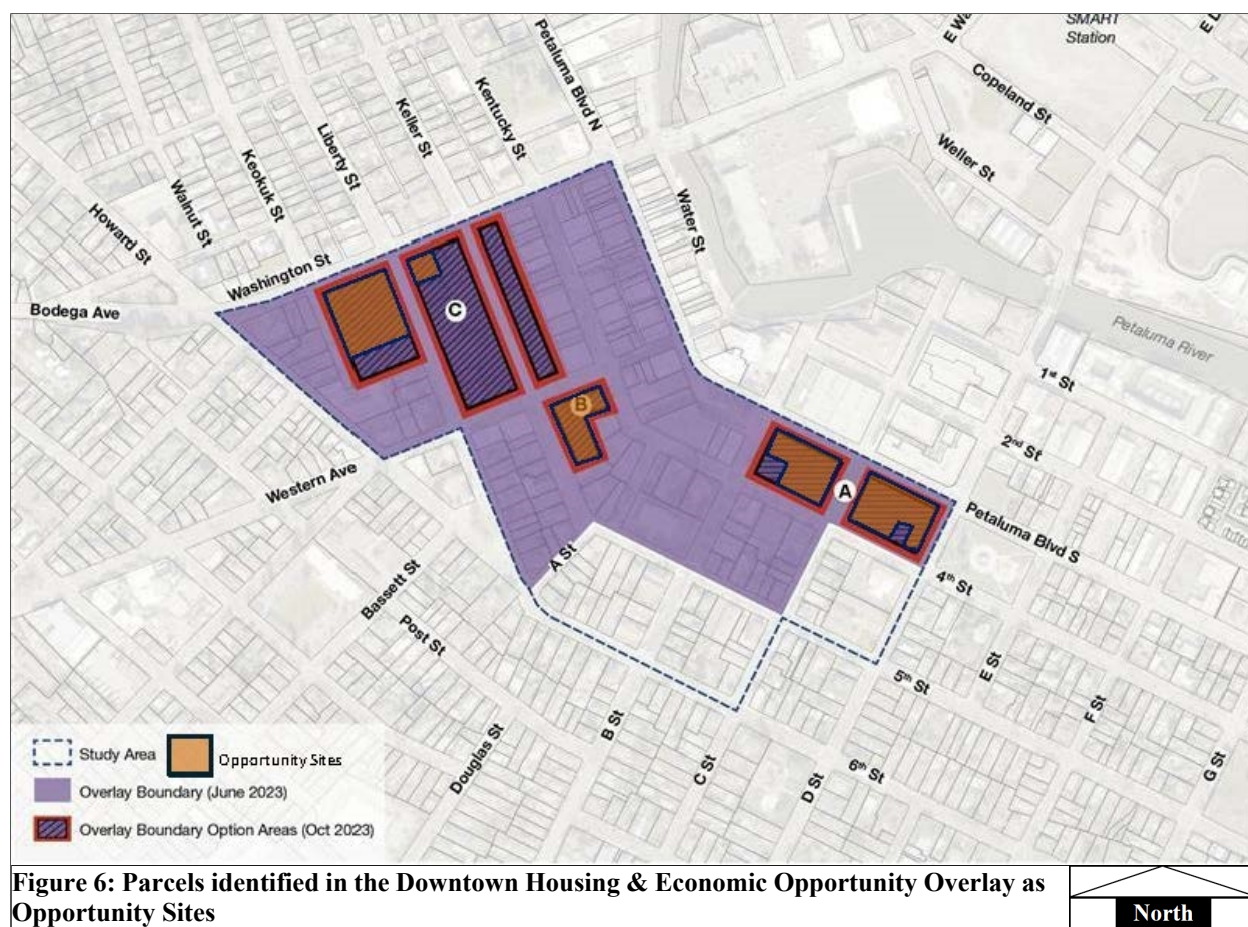 SMART
Station
E Wa
E D
Petaluma Blvd N
Copeland St
Kentucky St
Keller St
Weller St
Liberty St
Keokuk St
Walnut St
Water St
Howard St
Washington St
Bodega Ave
C
Petaluma River
1st St
B
2nd St
Western Ave
A
Petaluma Blvd S
A St
4th St
Bassett St
Post St
E St
5th St
F St
B St
Douglas St
C St
D St
6th St
G St
Study Area
Opportunity Sites
Overlay Boundary (June 2023)
Overlay Boundary Option Areas (Oct 2023)
Figure 6: Parcels identified in the Downtown Housing & Economic Opportunity Overlay as
Opportunity Sites
North